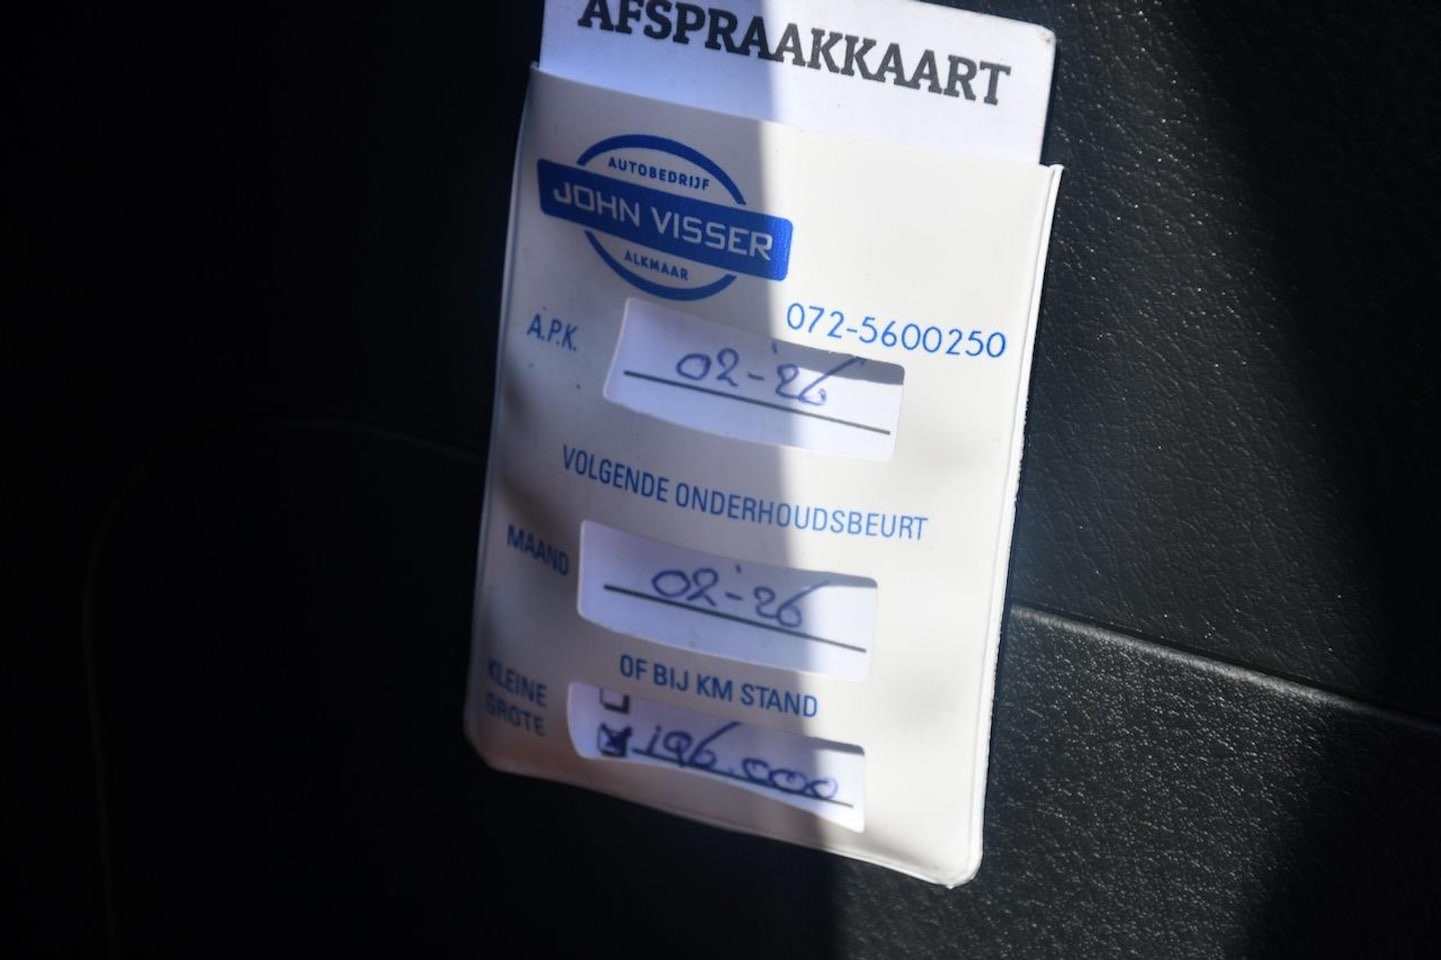 AFSPRAAKKAART
AUTOBEDRIJF
JOHN VISSER
ALKMAAR
072-5600250
A.P.K. 02-'26
VOLGENDE ONDERHOUDSBEURT
MAAND 02-'26
OF BIJ KM STAND
KLEINE
GROTE 196.000